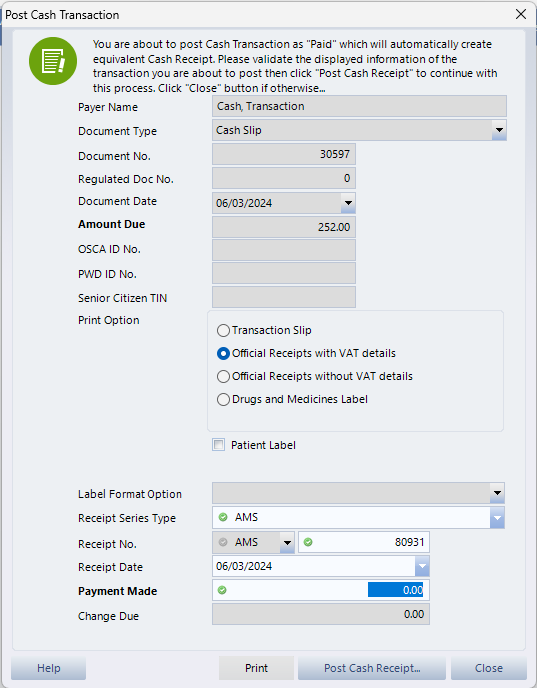 Post Cash Transaction
You are about to post Cash Transaction as "Paid" which will automatically create
equivalent Cash Receipt. Please validate the displayed information of the
transaction you are about to post then click "Post Cash Receipt" to continue with
this process. Click "Close" button if otherwise...
Payer Name Cash, Transaction
Document Type Cash Slip
Document No. 30597
Regulated Doc No. 0
Document Date 06/03/2024
Amount Due 252.00
OSCA ID No.
PWD ID No.
Senior Citizen TIN
Print Option
Transaction Slip
Official Receipts with VAT details
Official Receipts without VAT details
Drugs and Medicines Label
Patient Label
Label Format Option
Receipt Series Type AMS
Receipt No. AMS 80931
Receipt Date 06/03/2024
Payment Made 0.00
Change Due 0.00
Help Print Post Cash Receipt... Close